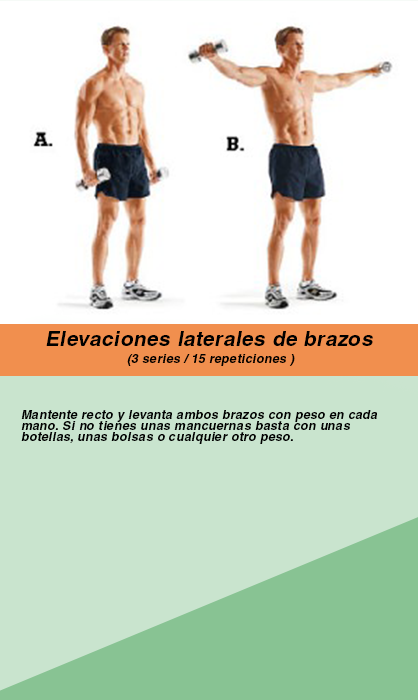 A.
B.
Elevaciones laterales de brazos
(3 series / 15 repeticiones )
Mantente recto y levanta ambos brazos con peso en cada
mano. Si no tienes unas mancuernas basta con unas
botellas, unas bolsas o cualquier otro peso.